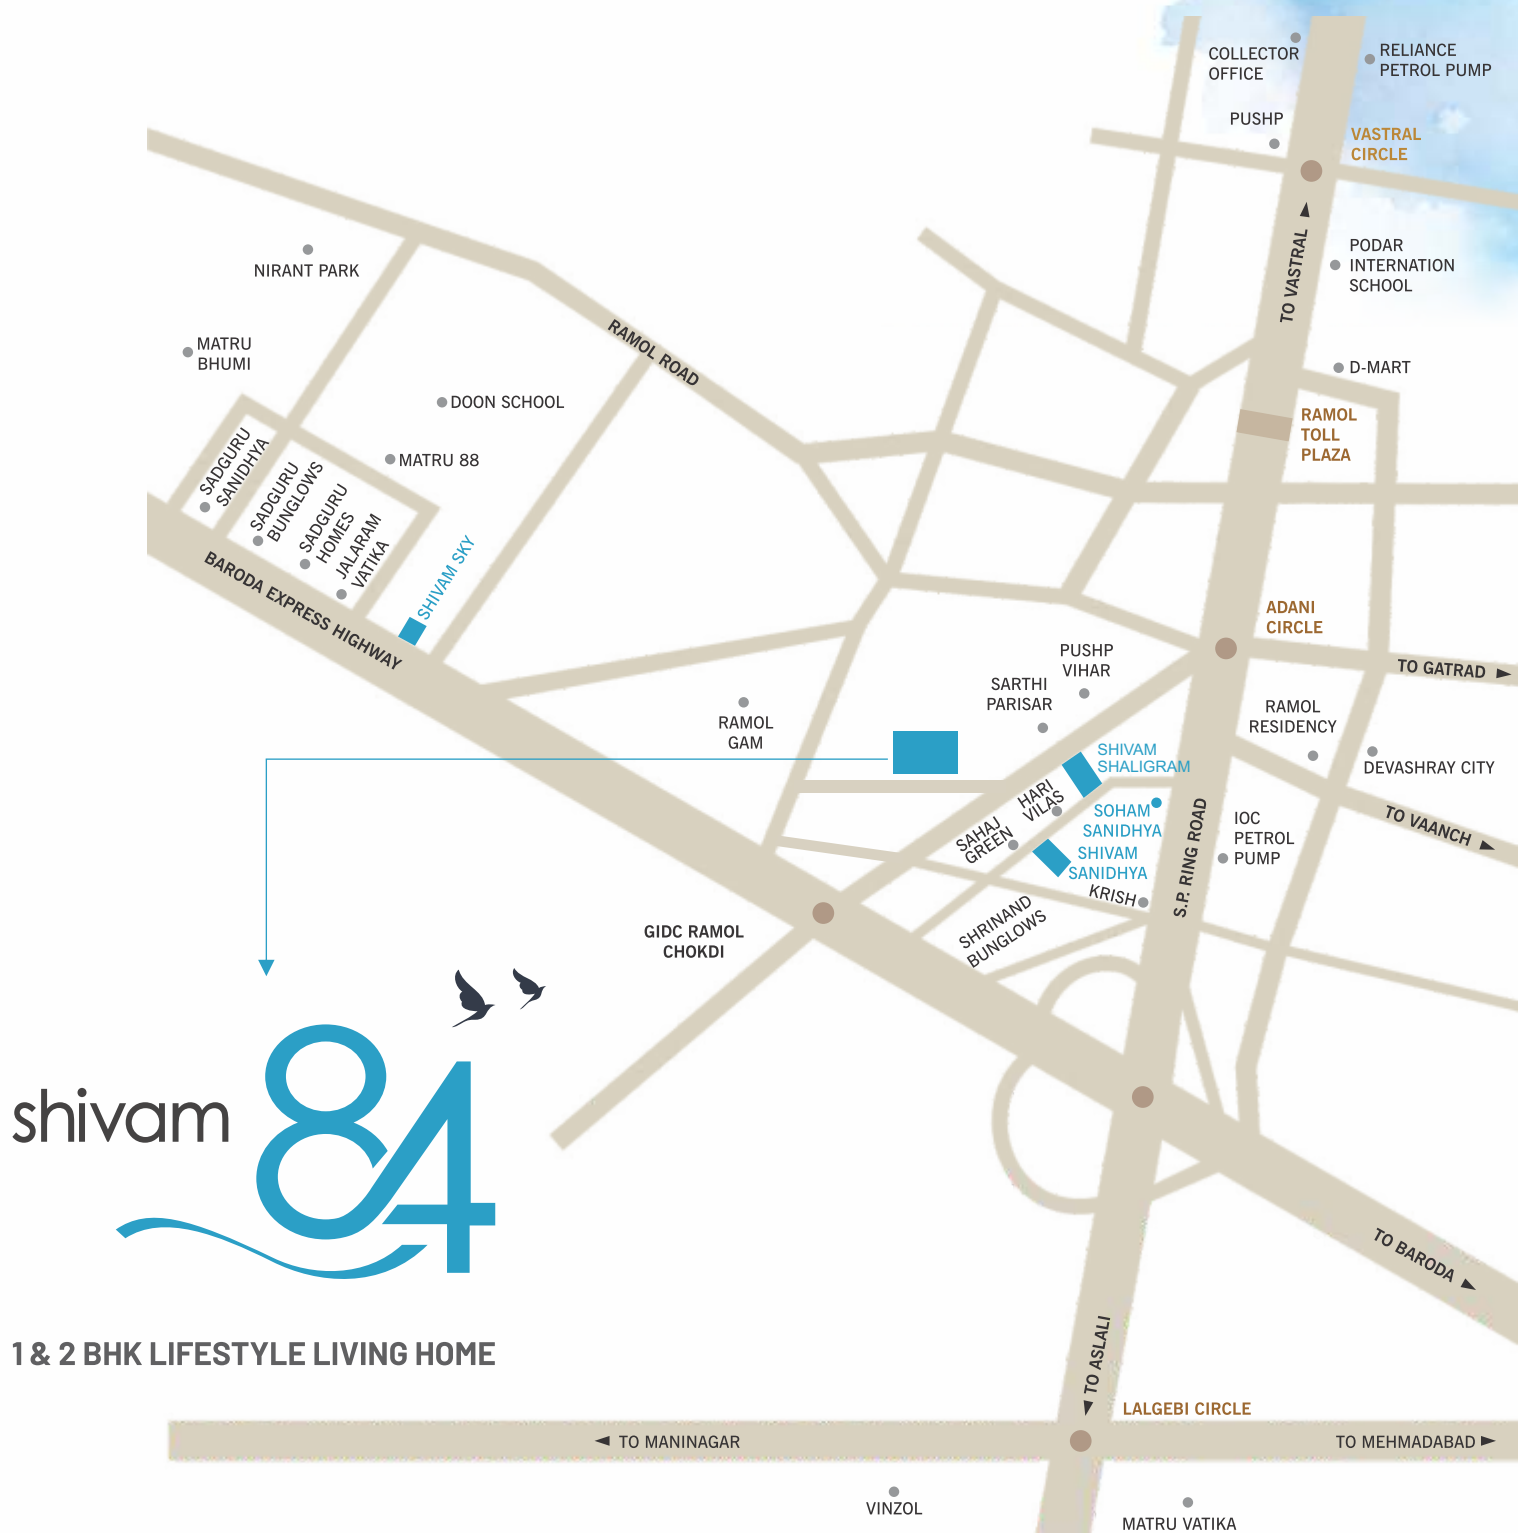 COLLECTOR
OFFICE
RELIANCE
PETROL PUMP
PUSHP
VASTRAL
CIRCLE
TO VASTRAL
PODAR
INTERNATION
SCHOOL
D-MART
RAMOL
TOLL
PLAZA
NIRANT PARK
MATRU
BHUMI
RAMOL ROAD
DOON SCHOOL
MATRU 88
SADGURU
SANIDHYA
SADGURU
BUNGLOWS
SADGURU
HOMES
JALARAM
VATIKA
SHIVAM SKY
BARODA EXPRESS HIGHWAY
ADANI
CIRCLE
TO GATRAD
PUSHP
VIHAR
SARTHI
PARISAR
RAMOL
GAM
RAMOL
RESIDENCY
DEVASHRAY CITY
SHIVAM
SHALIGRAM
HARI
VILAS
SOHAM
SANIDHYA
SAHAJ
GREEN
SHIVAM
SANIDHYA
KRISH
S.P. RING ROAD
IOC
PETROL
PUMP
TO VAANCH
SHRINAND
BUNGLOWS
GIDC RAMOL
CHOKDI
shivam
84
1 & 2 BHK LIFESTYLE LIVING HOME
TO BARODA
TO ASLALI
LALGEBI CIRCLE
TO MANINAGAR
TO MEHMADABAD
VINZOL
MATRU VATIKA